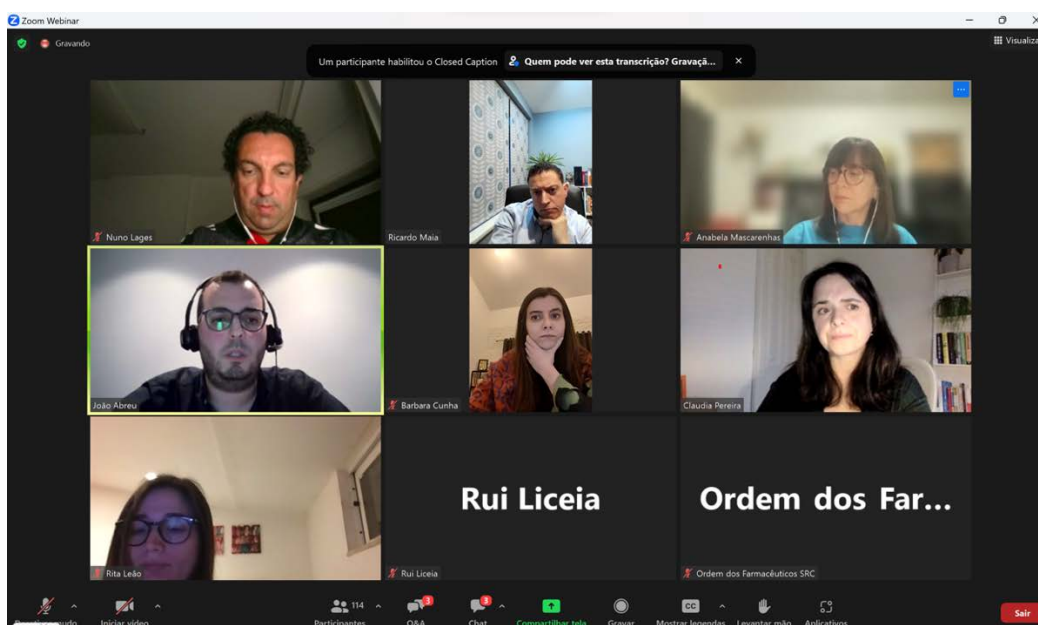 Zoom Webinar
Gravando
Visualiza
Um participante habilitou o Closed Caption Quem pode ver esta transcrição? Gravaçã...
Nuno Lages
Ricardo Maia
Anabela Mascarenhas
João Abreu
Barbara Cunha
Claudia Pereira
Rui Liceia
Ordem dos Far...
Rita Leão
Rui Liceia
Ordem dos Farmacêuticos SRC
114
3
3
CC
Sair
Iniciar vídeo
Participantes
Q&A
Chat
Compartilhar tela
Gravar
Mostrar legendas
Levantar mão
Aplicativos